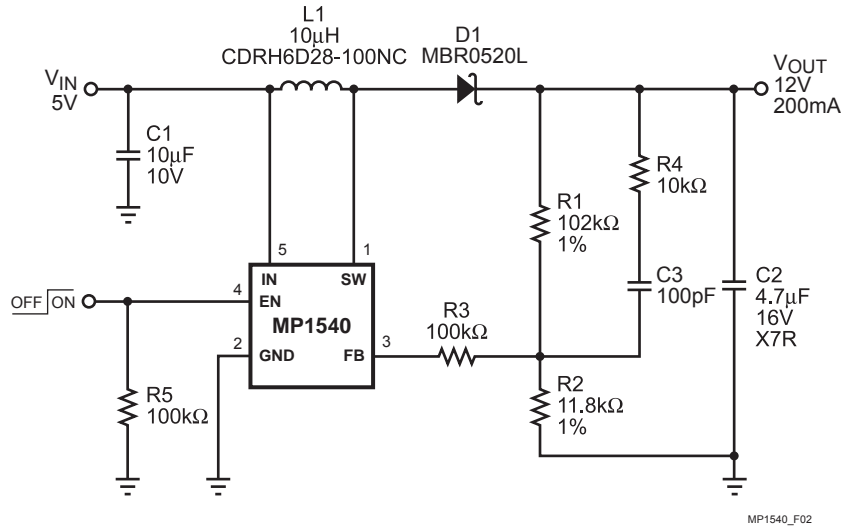 L1
10µH
CDRH6D28-100NC
D1
MBR0520L
VIN
5V
VOUT
12V
200mA
C1
10µF
10V
R4
10kΩ
R1
102kΩ
1%
C3
100pF
C2
4.7µF
16V
X7R
5
1
IN
SW
OFF ON
4
EN
MP1540
2
GND
FB
3
R3
100kΩ
R2
11.8kΩ
1%
R5
100kΩ
MP1540_F02